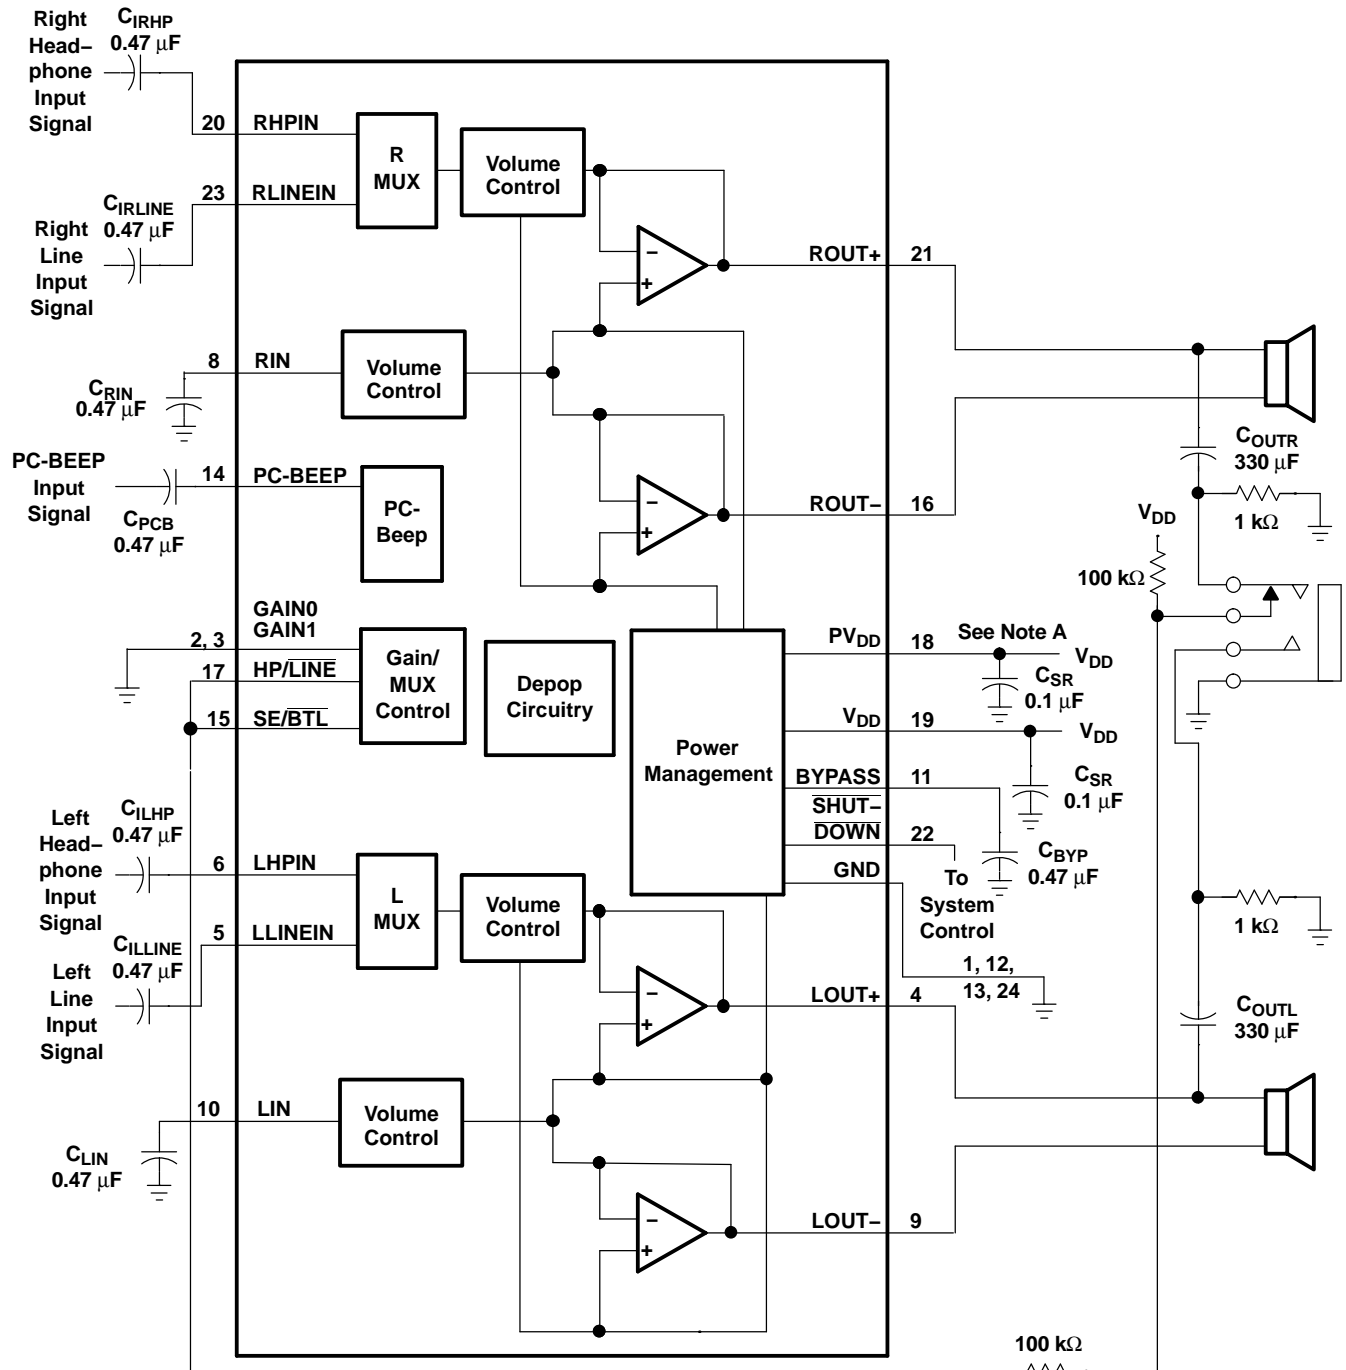 Right
Head–
phone
Input
Signal
CIRHP
0.47 μF
20
RHPIN
R
MUX
Volume
Control
23
RLINEIN
CIRLINE
0.47 μF
Right
Line
Input
Signal
–
+
ROUT+
21
8
RIN
Volume
Control
CRIN
0.47 μF
COUTR
330 μF
PC-BEEP
Input
Signal
14
PC-BEEP
PC-
Beep
CPCB
0.47 μF
–
+
ROUT–
16
VDD
1 kΩ
100 kΩ
GAIN0
GAIN1
2, 3
17
HP/LINE
15
SE/BTL
Gain/
MUX
Control
Depop
Circuitry
Power
Management
PVDD
18
See Note A
VDD
CSR
0.1 μF
VDD
19
VDD
CSR
0.1 μF
BYPASS
11
SHUT–
DOWN
22
CBYP
0.47 μF
GND
To
System
Control
1, 12,
13, 24
Left
Head–
phone
Input
Signal
CILHP
0.47 μF
6
LHPIN
L
MUX
Volume
Control
5
LLINEIN
CILLINE
0.47 μF
Left
Line
Input
Signal
1 kΩ
–
+
LOUT+
4
COUTL
330 μF
10
LIN
Volume
Control
CLIN
0.47 μF
–
+
LOUT–
9
100 kΩ